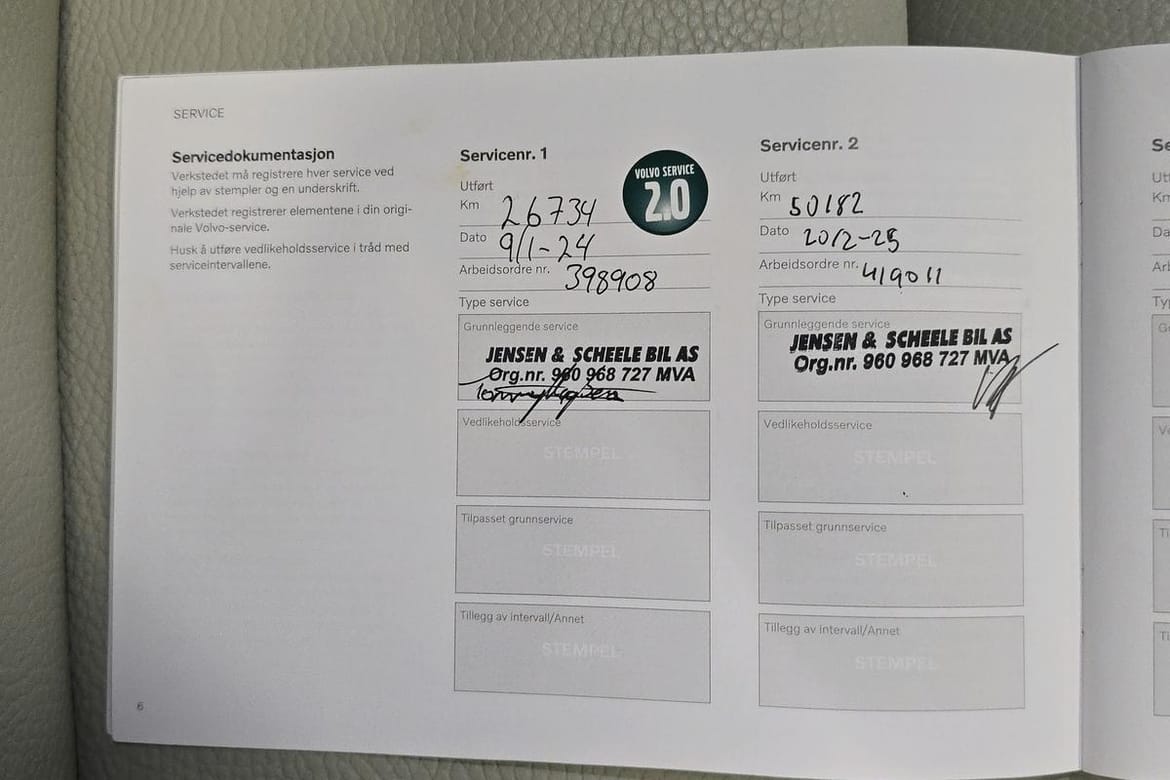 SERVICE
Servicedokumentasjon
Verkstedet må registrere hver service ved
hjelp av stempler og en underskrift.
Verkstedet registrerer elementene i din origi-
nale Volvo-service.
Husk å utføre vedlikeholdsservice i tråd med
serviceintervallene.
Servicenr. 1
VOLVO SERVICE
2.0
Utført
Km 26734
Dato 9/1-24
Arbeidsordre nr. 398908
Type service
Grunnleggende service
JENSEN & SCHEELE BIL AS
Org.nr. 960 968 727 MVA
Vedlikeholdsservice
STEMPEL
Tilpasset grunnservice
STEMPEL
Tillegg av intervall/Annet
STEMPEL
Servicenr. 2
Utført
Km 50182
Dato 20/2-25
Arbeidsordre nr. 419011
Type service
Grunnleggende service
JENSEN & SCHEELE BIL AS
Org.nr. 960 968 727 MVA
Vedlikeholdsservice
STEMPEL
Tilpasset grunnservice
STEMPEL
Tillegg av intervall/Annet
STEMPEL
6